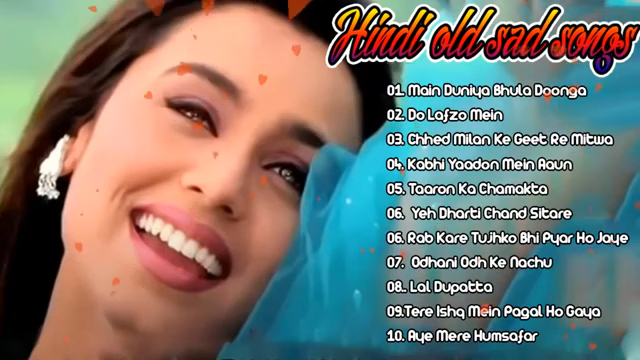 Hindi old sad songs
01. Main Duniya Bhula Doonga
02. Do Lafzo Mein
03. Chhed Milan Ke Geet Re Mitwa
04. Kabhi Yaadon Mein Aaun
05. Taaron Ka Chamakta
06. Yeh Dharti Chand Sitare
06. Rab Kare Tujhko Bhi Pyar Ho Jaye
07. Odhani Odh Ke Nachu
08.. Lal Dupatta
09.Tere Ishq Mein Pagal Ho Gaya
10. Aye Mere Humsafar